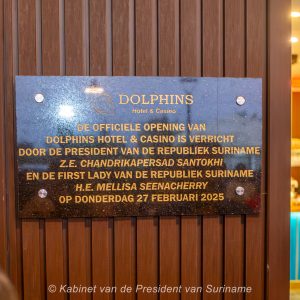 DOLPHINS
Hotel & Casino
DE OFFICIELE OPENING VAN
DOLPHINS HOTEL & CASINO IS VERRICHT
DOOR DE PRESIDENT VAN DE REPUBLIEK SURINAME
Z.E. CHANDRIKAPERSAD SANTOKHI
EN DE FIRST LADY VAN DE REPUBLIEK SURINAME
H.E. MELLISA SEENACHERRY
OP DONDERDAG 27 FEBRUARI 2025
© Kabinet van de President van Suriname